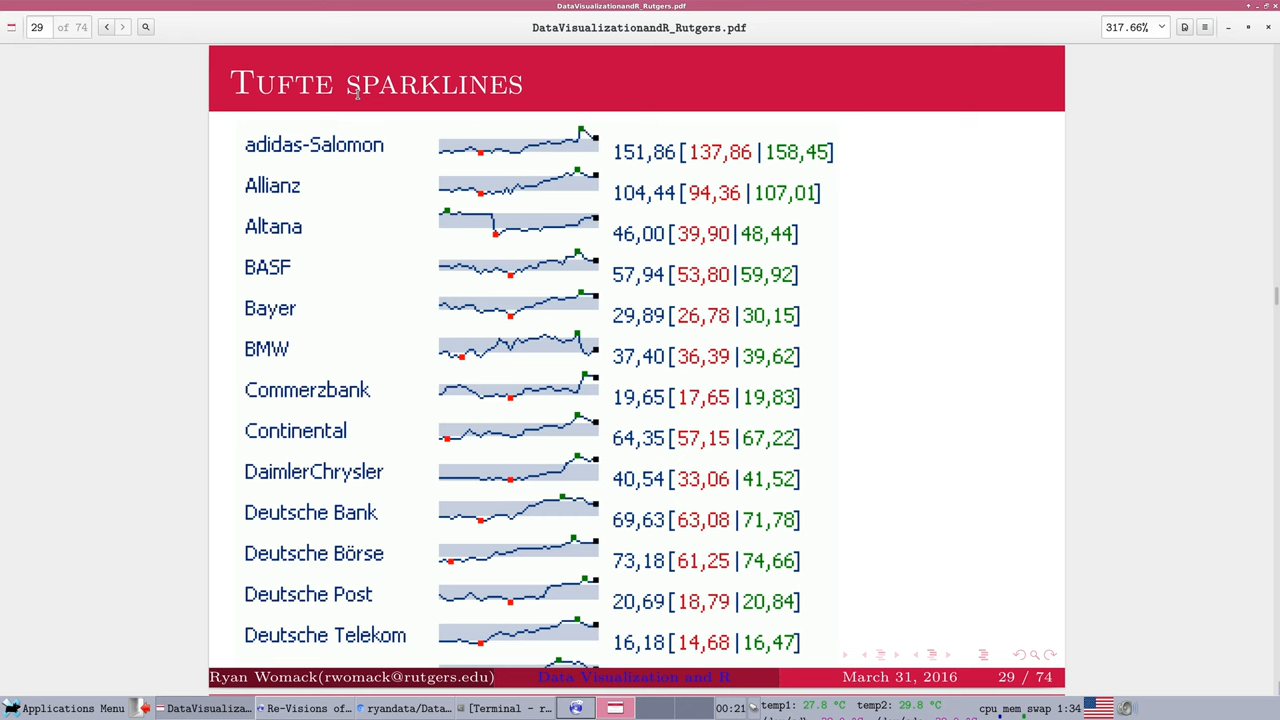 DataVisualizationandR_Rutgers.pdf
29 of 74
DataVisualizationandR_Rutgers.pdf
317.66%
TUFTE SPARKLINES
adidas-Salomon 151,86[137,86|158,45]
Allianz 104,44[94,36|107,01]
Altana 46,00[39,90|48,44]
BASF 57,94[53,80|59,92]
Bayer 29,89[26,78|30,15]
BMW 37,40[36,39|39,62]
Commerzbank 19,65[17,65|19,83]
Continental 64,35[57,15|67,22]
DaimlerChrysler 40,54[33,06|41,52]
Deutsche Bank 69,63[63,08|71,78]
Deutsche Börse 73,18[61,25|74,66]
Deutsche Post 20,69[18,79|20,84]
Deutsche Telekom 16,18[14,68|16,47]
Ryan Womack(rwomack@rutgers.edu) Data Visualization and R March 31, 2016 29 / 74
Applications Menu DataVisualiza... Re-Visions of... ryandata/Data... [Terminal - r... 00:21 temp1: 27.8 °C temp2: 29.8 °C cpu mem swap 1:34